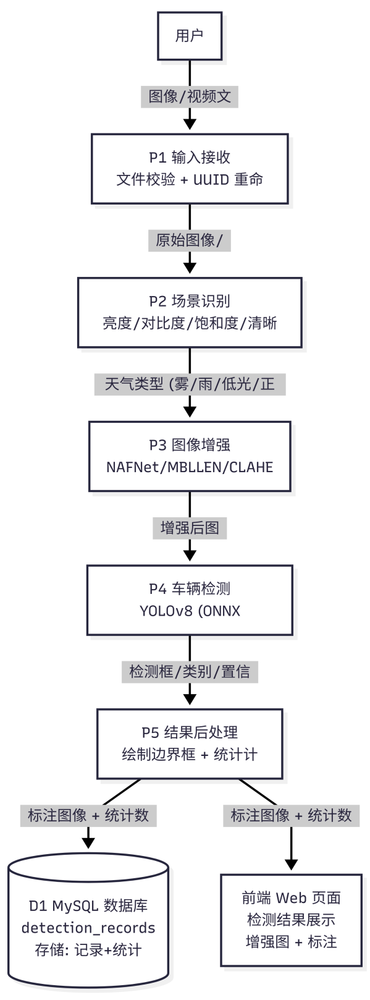 用户
图像/视频文
P1 输入接收
文件校验 + UUID 重命
原始图像/
P2 场景识别
亮度/对比度/饱和度/清晰
天气类型 (雾/雨/低光/正
P3 图像增强
NAFNet/MBLLEN/CLAHE
增强后图
P4 车辆检测
YOLOv8 (ONNX
检测框/类别/置信
P5 结果后处理
绘制边界框 + 统计计
标注图像 + 统计数
标注图像 + 统计数
D1 MySQL 数据库
detection_records
存储: 记录+统计
前端 Web 页面
检测结果展示
增强图 + 标注